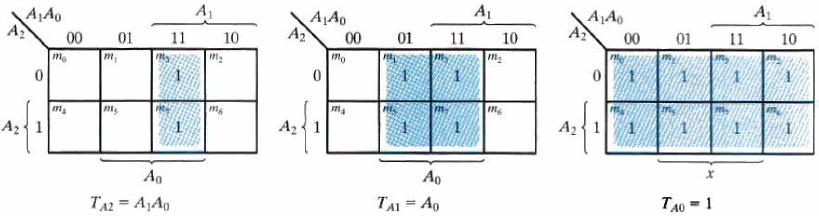 A₁ A₁ A₁
A₁A₀ A₁A₀ A₁A₀
A₂ 00 01 11 10 A₂ 00 01 11 10 A₂ 00 01 11 10
m₀ m₁ m₃ m₂ m₀ m₁ m₃ m₂ m₀ m₁ m₃ m₂
0 1 0 1 1 0 1 1 1 1
m₄ m₅ m₇ m₆ m₄ m₅ m₇ m₆ m₄ m₅ m₇ m₆
A₂ 1 1 A₂ 1 1 1 A₂ 1 1 1 1 1
A₀ A₀ x
T_A2 = A₁A₀ T_A1 = A₀ T_A0 = 1